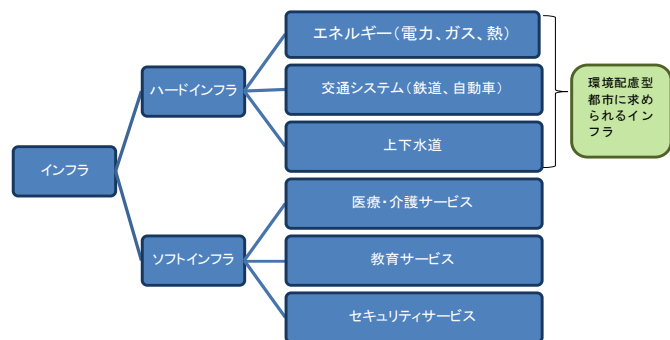 インフラ
ハードインフラ
エネルギー(電力、ガス、熱)
交通システム(鉄道、自動車)
上下水道
環境配慮型
都市に求め
られるイン
フラ
ソフトインフラ
医療・介護サービス
教育サービス
セキュリティサービス